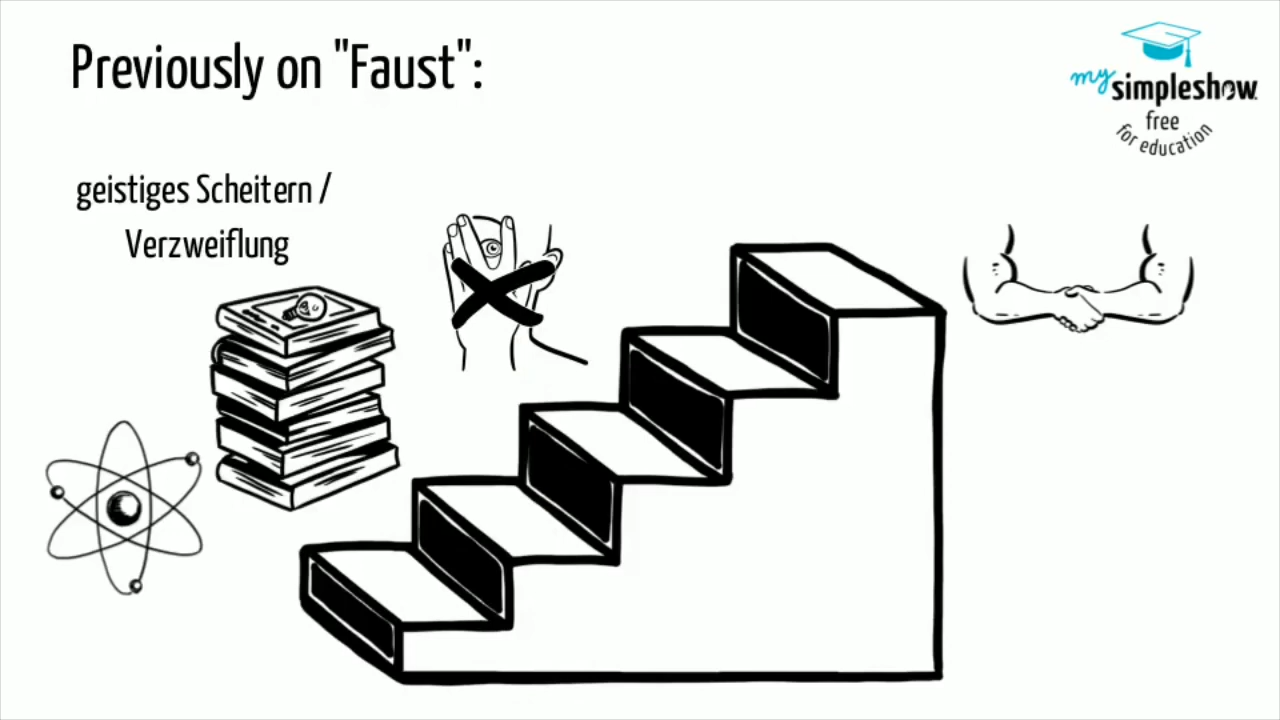 Previously on "Faust":
my
simpleshow
free
for education
geistiges Scheitern /
Verzweiflung